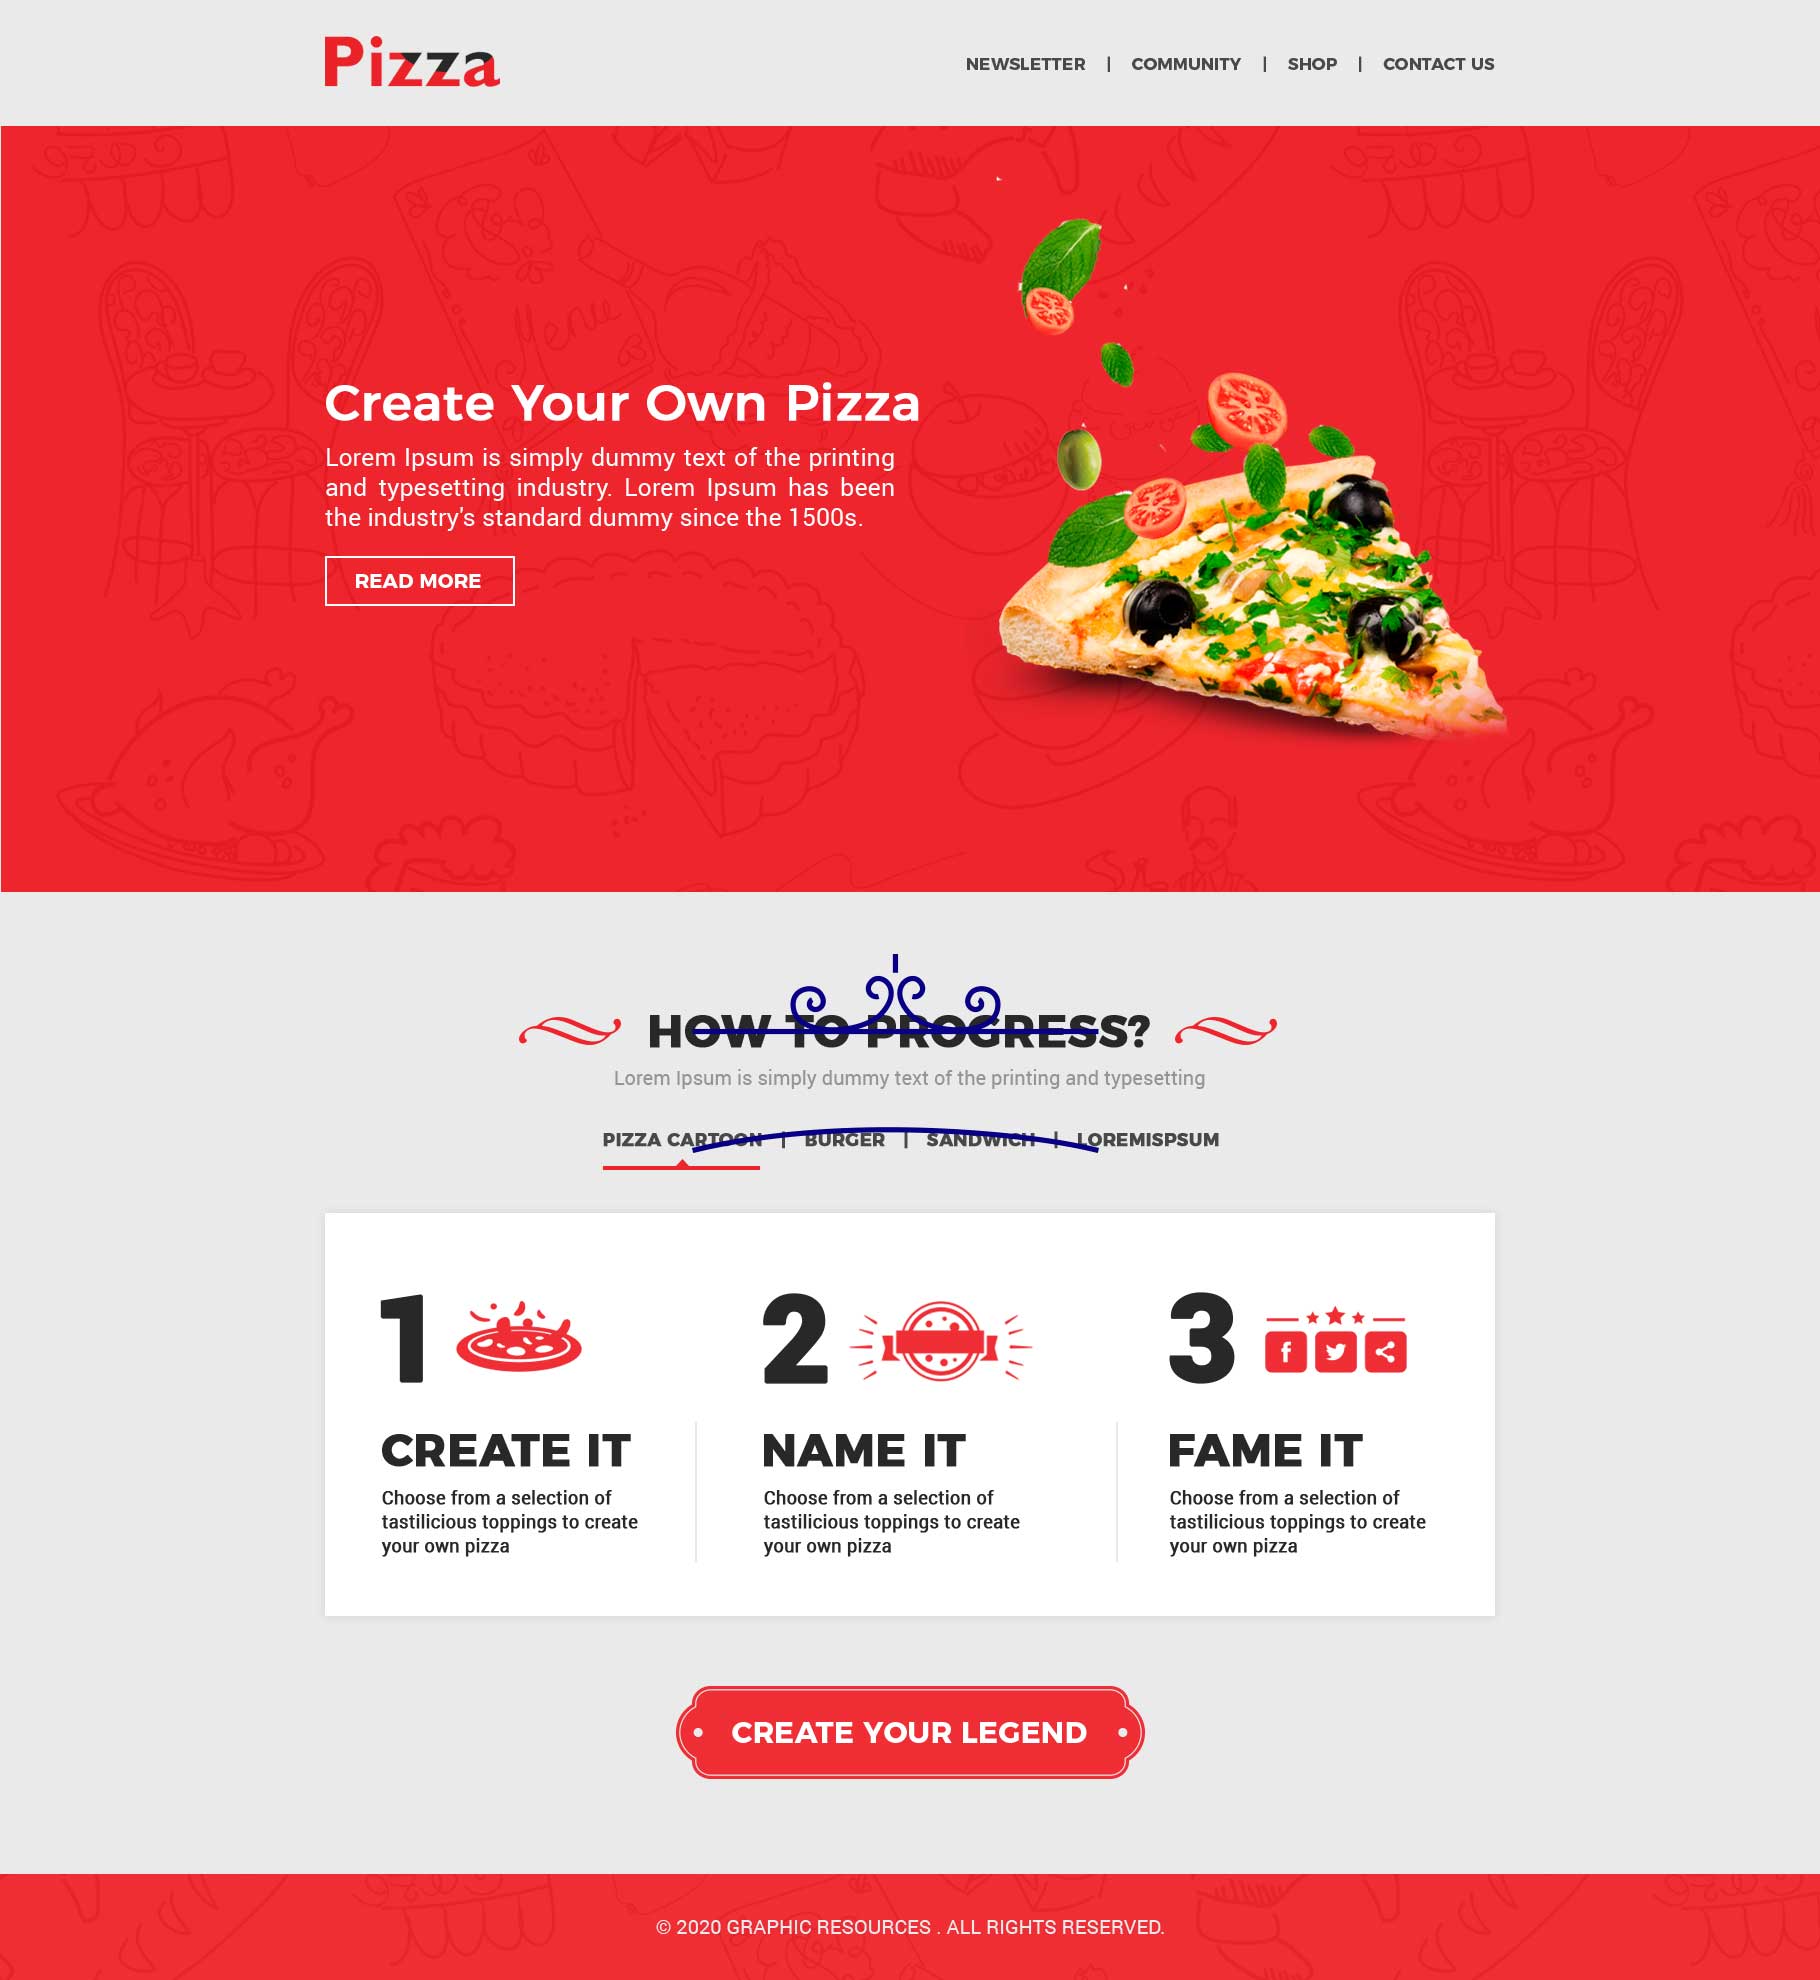 Pizza
NEWSLETTER | COMMUNITY | SHOP | CONTACT US
Menu
Create Your Own Pizza
Lorem Ipsum is simply dummy text of the printing
and typesetting industry. Lorem Ipsum has been
the industry's standard dummy since the 1500s.
READ MORE
HOW TO PROGRESS?
Lorem Ipsum is simply dummy text of the printing and typesetting
PIZZA CARTOON | BURGER | SANDWICH | LOREMISPSUM
1
2
3
CREATE IT
Choose from a selection of
tastilicious toppings to create
your own pizza
NAME IT
Choose from a selection of
tastilicious toppings to create
your own pizza
FAME IT
Choose from a selection of
tastilicious toppings to create
your own pizza
CREATE YOUR LEGEND
© 2020 GRAPHIC RESOURCES . ALL RIGHTS RESERVED.